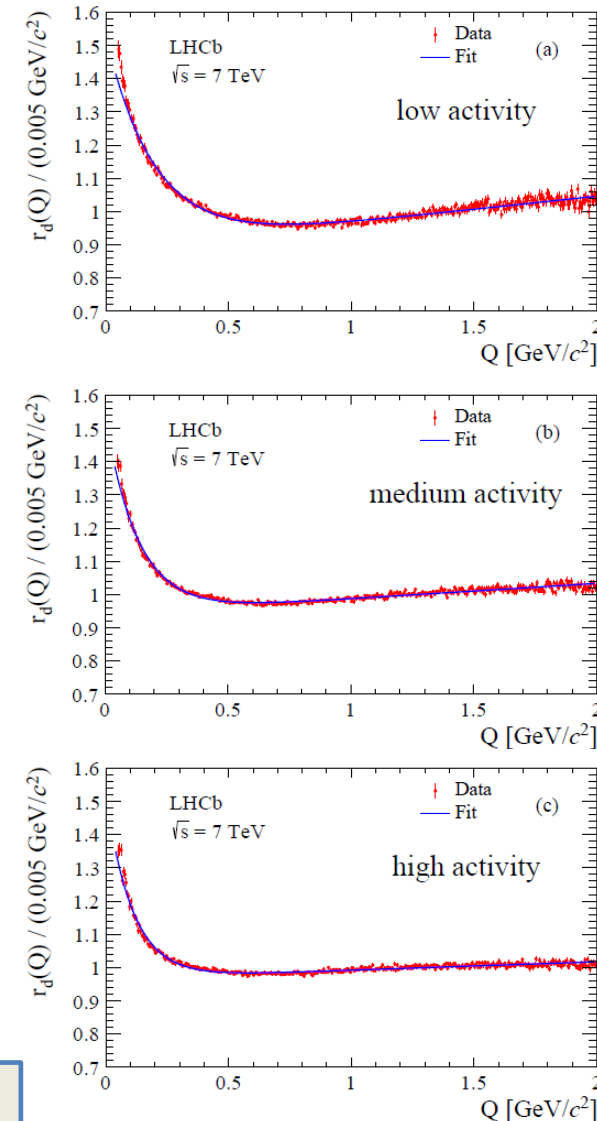 1.6
1.5
1.4
1.3
1.2
1.1
1
0.9
0.8
0.7
r_d(Q) / (0.005 GeV/c²)
LHCb
√s = 7 TeV
Data
Fit
(a)
low activity
0 0.5 1 1.5 2
Q [GeV/c²]
1.6
1.5
1.4
1.3
1.2
1.1
1
0.9
0.8
0.7
r_d(Q) / (0.005 GeV/c²)
LHCb
√s = 7 TeV
Data
Fit
(b)
medium activity
0 0.5 1 1.5 2
Q [GeV/c²]
1.6
1.5
1.4
1.3
1.2
1.1
1
0.9
0.8
0.7
r_d(Q) / (0.005 GeV/c²)
LHCb
√s = 7 TeV
Data
Fit
(c)
high activity
0 0.5 1 1.5 2
Q [GeV/c²]